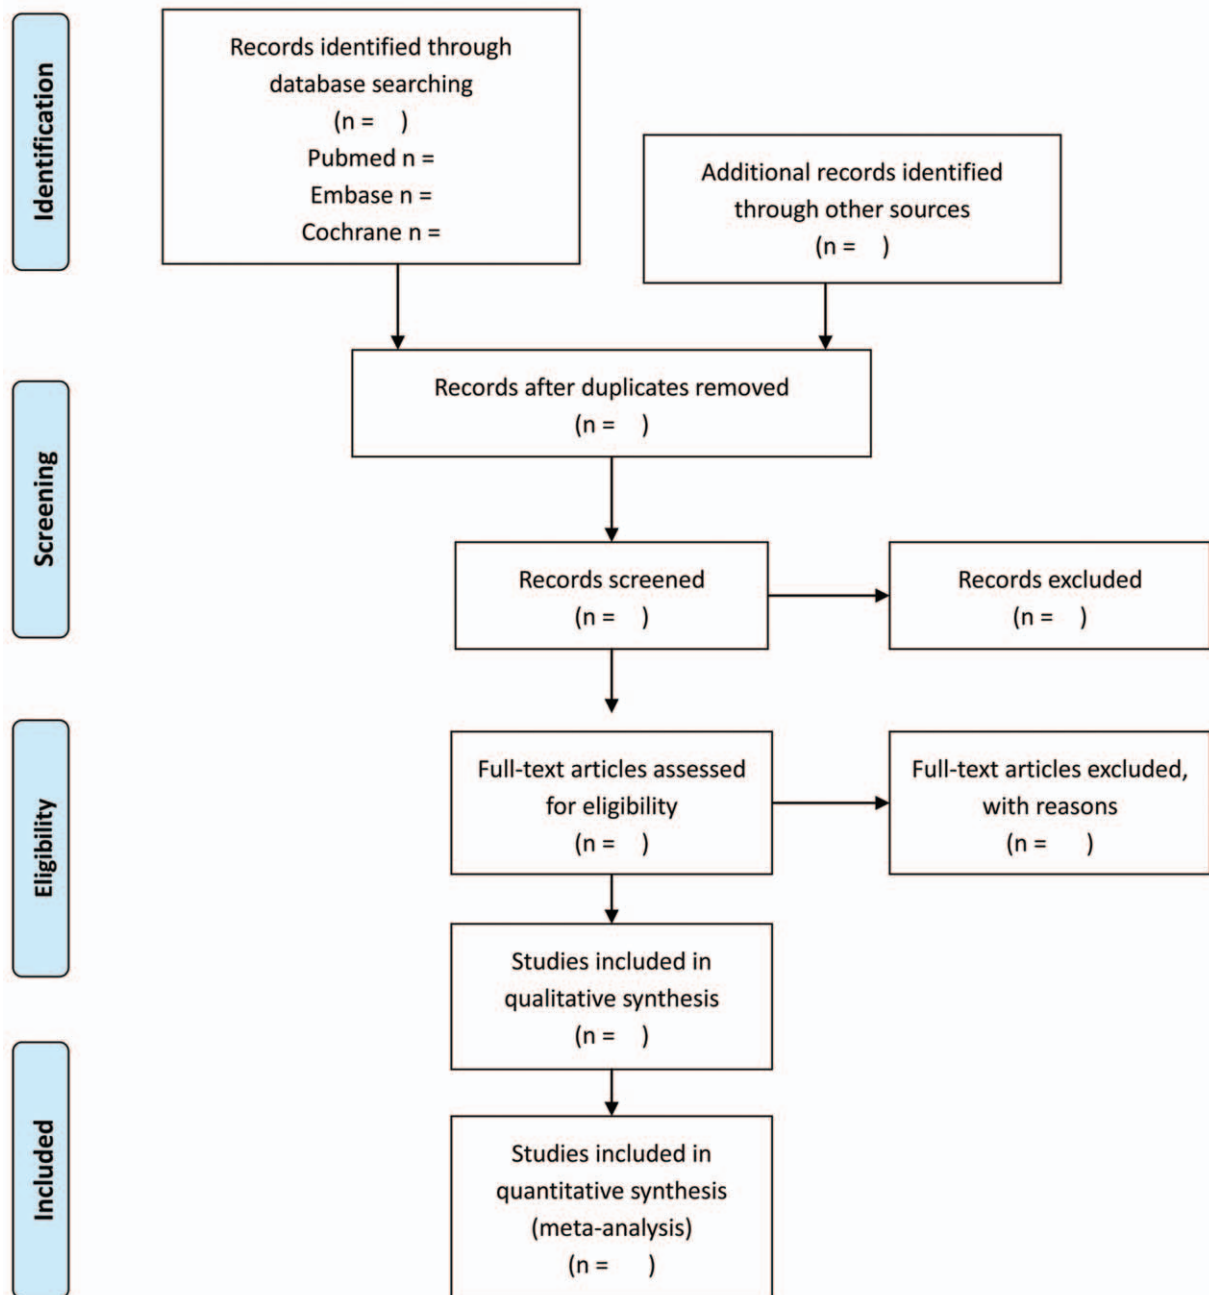 Identification
Records identified through
database searching
(n = )
Pubmed n =
Embase n =
Cochrane n =
Additional records identified
through other sources
(n = )
Records after duplicates removed
(n = )
Screening
Records screened
(n = )
Records excluded
(n = )
Eligibility
Full-text articles assessed
for eligibility
(n = )
Full-text articles excluded,
with reasons
(n = )
Studies included in
qualitative synthesis
(n = )
Included
Studies included in
quantitative synthesis
(meta-analysis)
(n = )